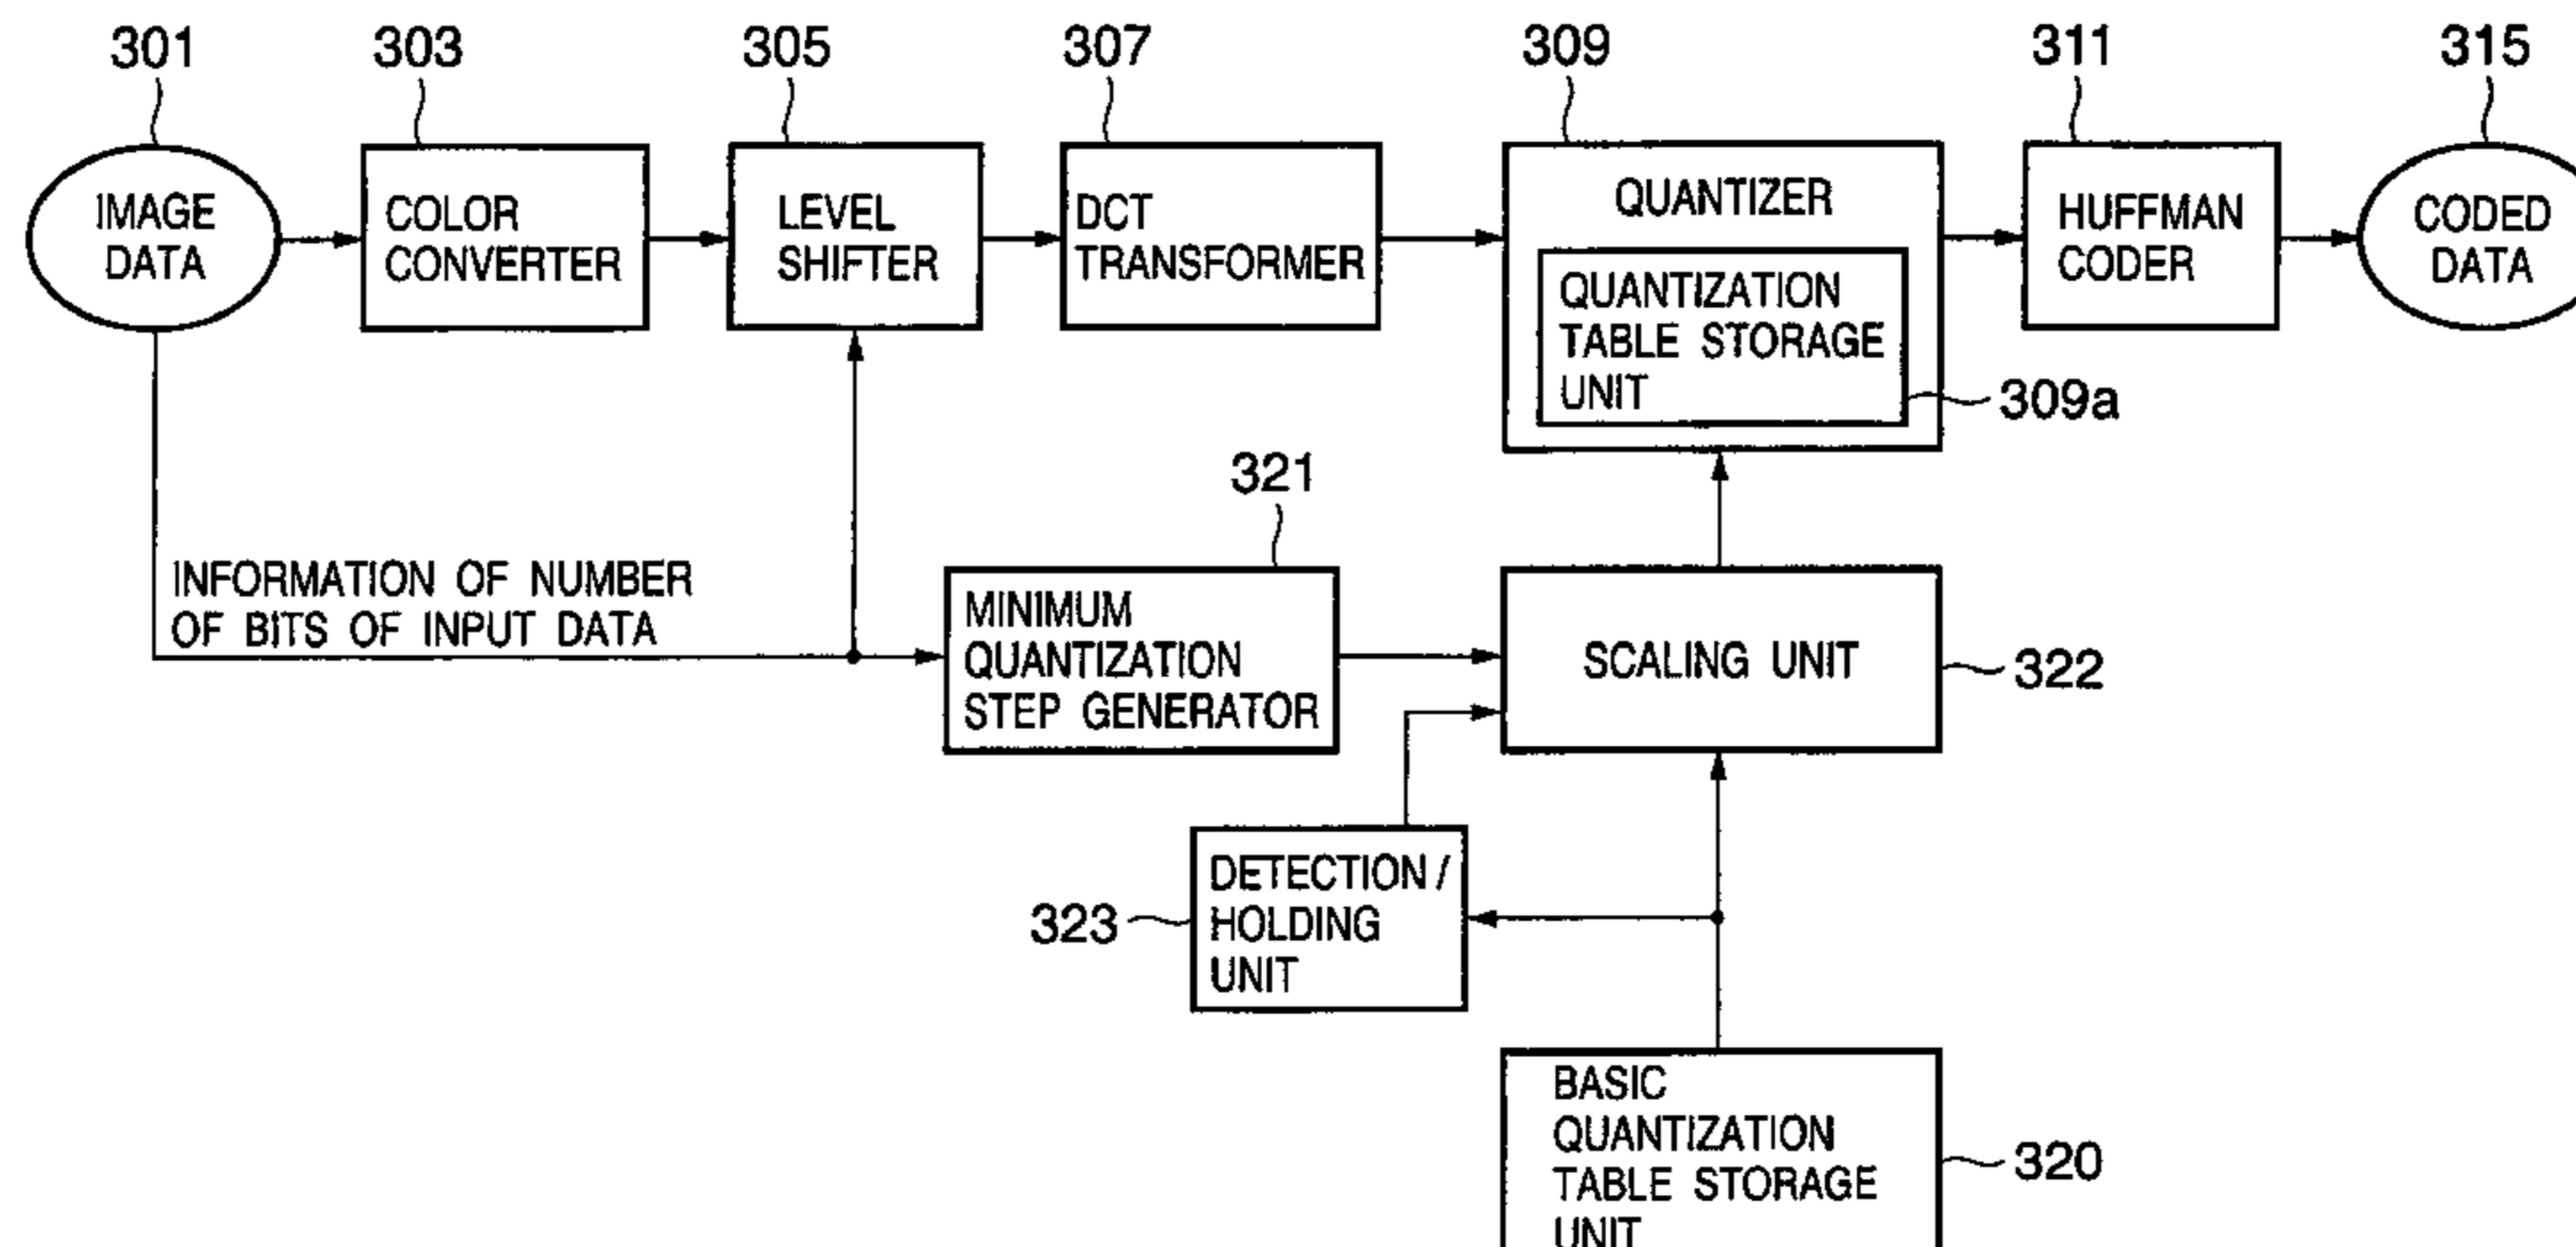 301
303
305
307
309
311
315
IMAGE
DATA
COLOR
CONVERTER
LEVEL
SHIFTER
DCT
TRANSFORMER
QUANTIZER
QUANTIZATION
TABLE STORAGE
UNIT
309a
HUFFMAN
CODER
CODED
DATA
INFORMATION OF NUMBER
OF BITS OF INPUT DATA
321
MINIMUM
QUANTIZATION
STEP GENERATOR
SCALING UNIT
322
323
DETECTION/
HOLDING
UNIT
BASIC
QUANTIZATION
TABLE STORAGE
UNIT
320